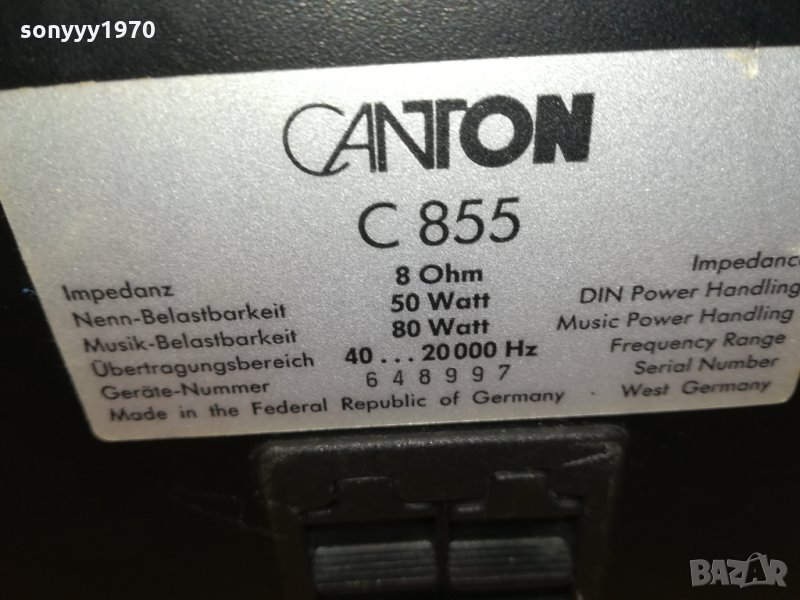 sonyyy1970
CANTON
C 855
Impedanz 8 Ohm Impedance
Nenn-Belastbarkeit 50 Watt DIN Power Handling
Musik-Belastbarkeit 80 Watt Music Power Handling
Übertragungsbereich 40 . . . 20 000 Hz Frequency Range
Geräte-Nummer 648997 Serial Number
Made in the Federal Republic of Germany . West Germany
BAZAR